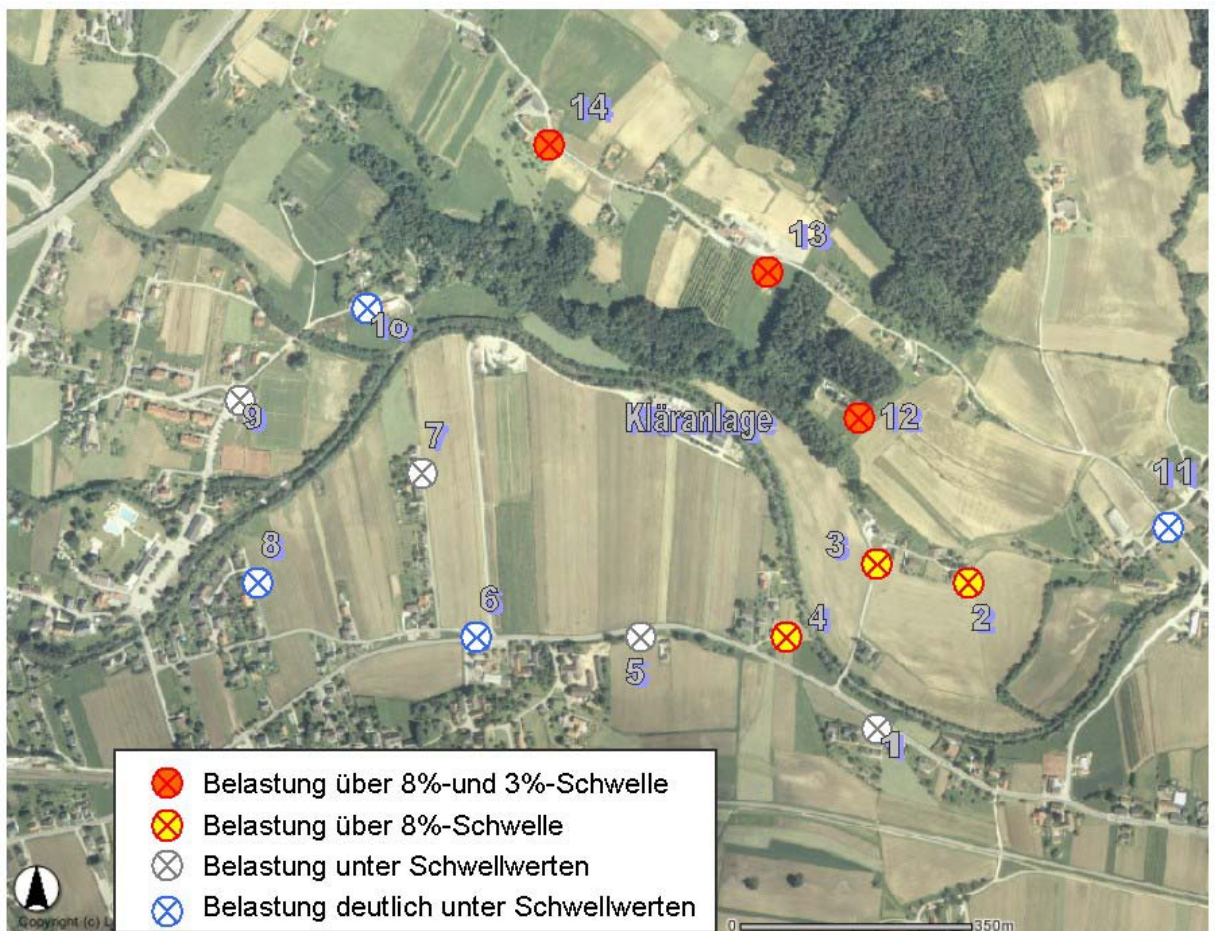 14
13
1o
9
Kläranlage
12
7
11
8
3
6
4
2
5
1
Belastung über 8%-und 3%-Schwelle
Belastung über 8%-Schwelle
Belastung unter Schwellwerten
Belastung deutlich unter Schwellwerten
Copyright (c)
0 350m